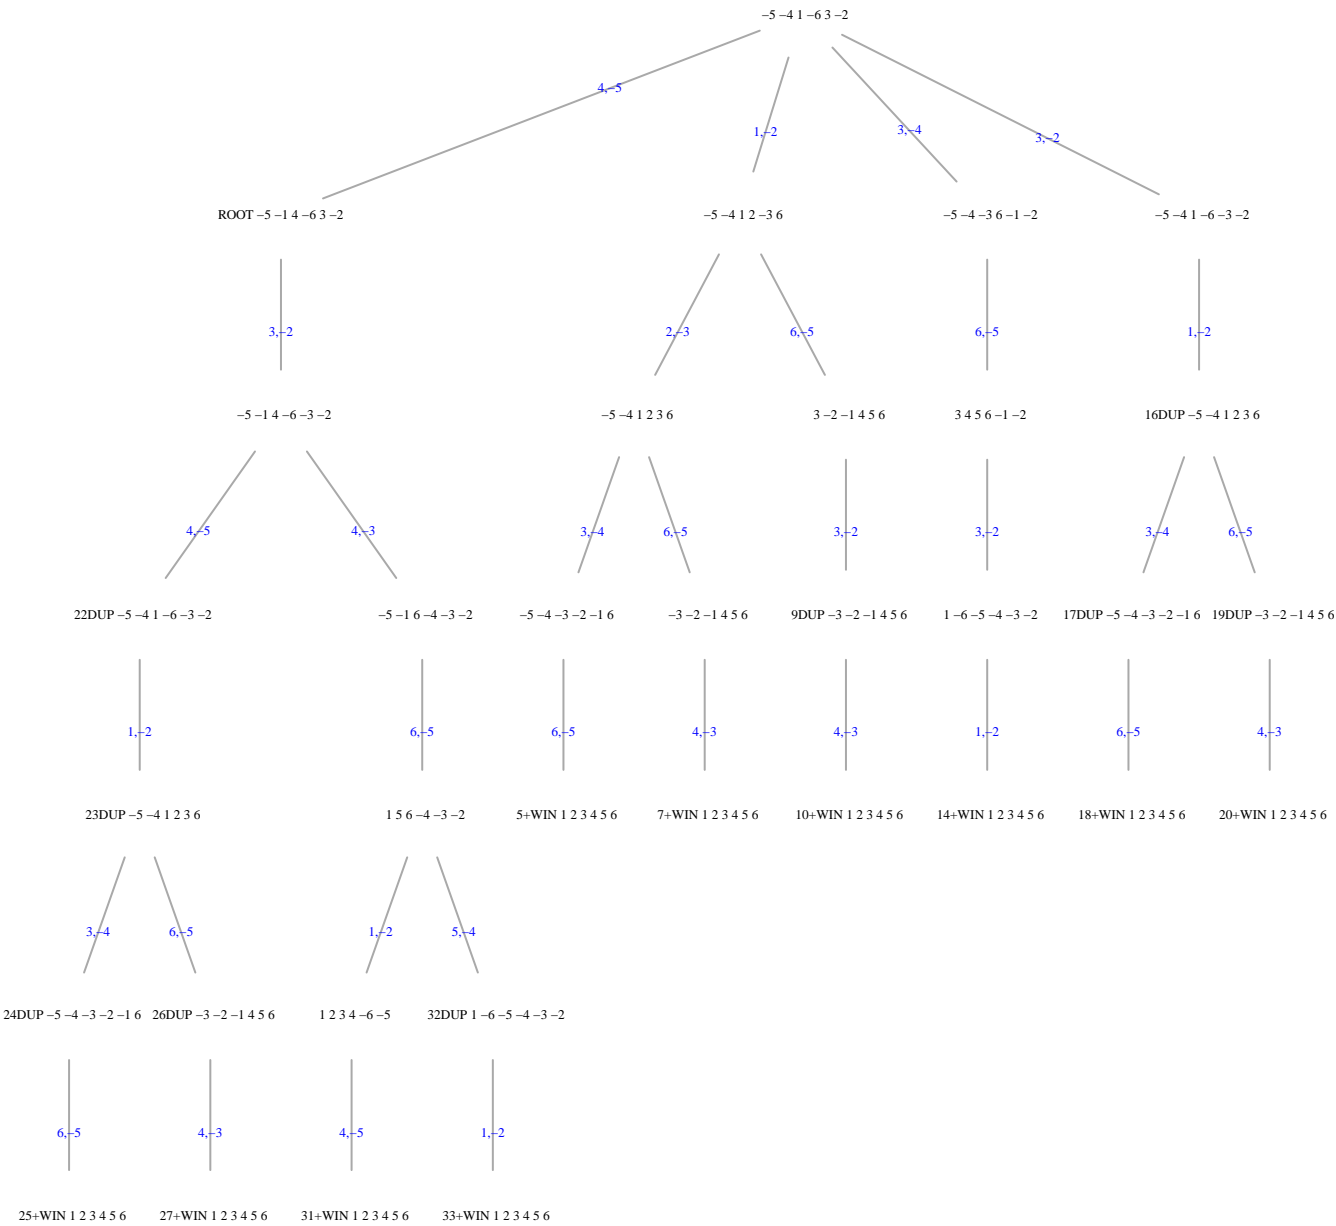 −5 −4 1 −6 3 −2
4,−5
1,−2
3,−4
3,−2
ROOT −5 −1 4 −6 3 −2
−5 −4 1 2 −3 6
−5 −4 −3 6 −1 −2
−5 −4 1 −6 −3 −2
3,−2
2,−3
6,−5
6,−5
1,−2
−5 −1 4 −6 −3 −2
−5 −4 1 2 3 6
3 −2 −1 4 5 6
3 4 5 6 −1 −2
16DUP −5 −4 1 2 3 6
4,−5
4,−3
3,−4
6,−5
3,−2
3,−2
3,−4
6,−5
22DUP −5 −4 1 −6 −3 −2
−5 −1 6 −4 −3 −2
−5 −4 −3 −2 −1 6
−3 −2 −1 4 5 6
9DUP −3 −2 −1 4 5 6
1 −6 −5 −4 −3 −2
17DUP −5 −4 −3 −2 −1 6
19DUP −3 −2 −1 4 5 6
1,−2
6,−5
6,−5
4,−3
4,−3
1,−2
6,−5
4,−3
23DUP −5 −4 1 2 3 6
1 5 6 −4 −3 −2
5+WIN 1 2 3 4 5 6
7+WIN 1 2 3 4 5 6
10+WIN 1 2 3 4 5 6
14+WIN 1 2 3 4 5 6
18+WIN 1 2 3 4 5 6
20+WIN 1 2 3 4 5 6
3,−4
6,−5
1,−2
5,−4
24DUP −5 −4 −3 −2 −1 6
26DUP −3 −2 −1 4 5 6
1 2 3 4 −6 −5
32DUP 1 −6 −5 −4 −3 −2
6,−5
4,−3
4,−5
1,−2
25+WIN 1 2 3 4 5 6
27+WIN 1 2 3 4 5 6
31+WIN 1 2 3 4 5 6
33+WIN 1 2 3 4 5 6